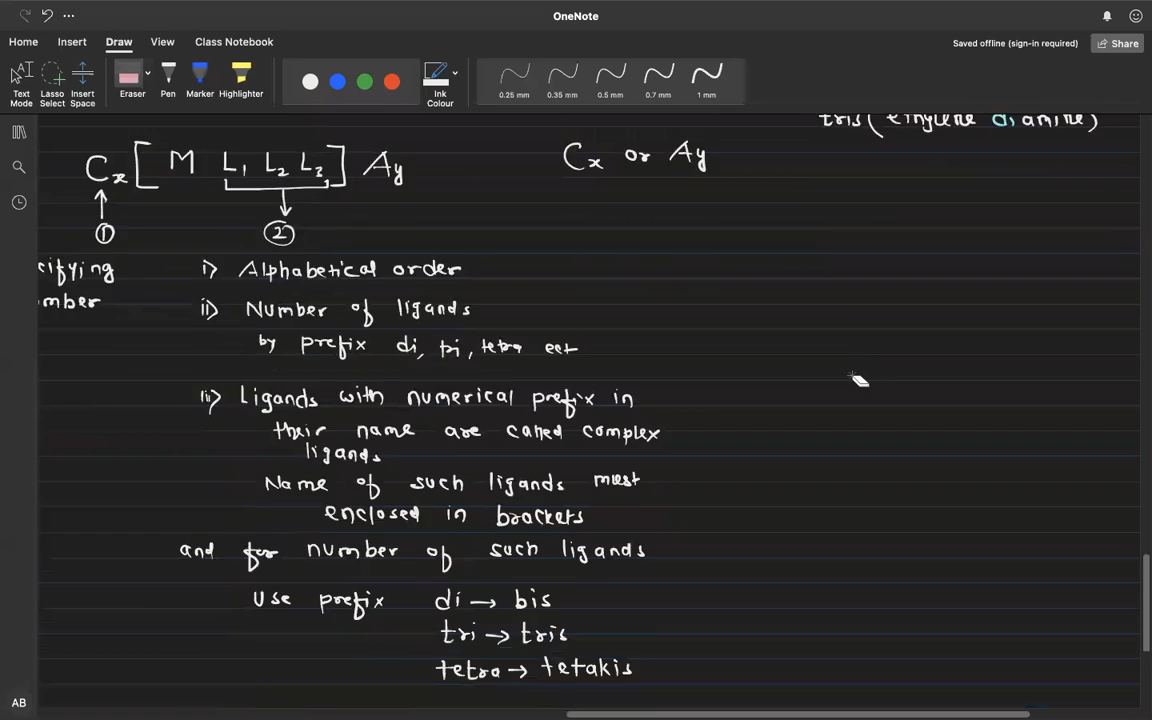 OneNote
Home Insert Draw View Class Notebook
Saved offline (sign-in required) Share
Text Mode
Lasso Select
Insert Space
Eraser
Pen
Marker
Highlighter
Ink Colour
0.25 mm 0.35 mm 0.5 mm 0.7 mm 1 mm
tris(ethylene diamine)
Cx [ M L1 L2 L3 ] Ay
Cx or Ay
① ②
cifying
mber
i) Alphabetical order
ii) Number of ligands
by prefix di, tri, tetra ect
iii) Ligands with numerical prefix in
their name are called complex
ligands
Name of such ligands must
enclosed in brackets
and for number of such ligands
Use prefix di → bis
tri → tris
tetra → tetakis
AB